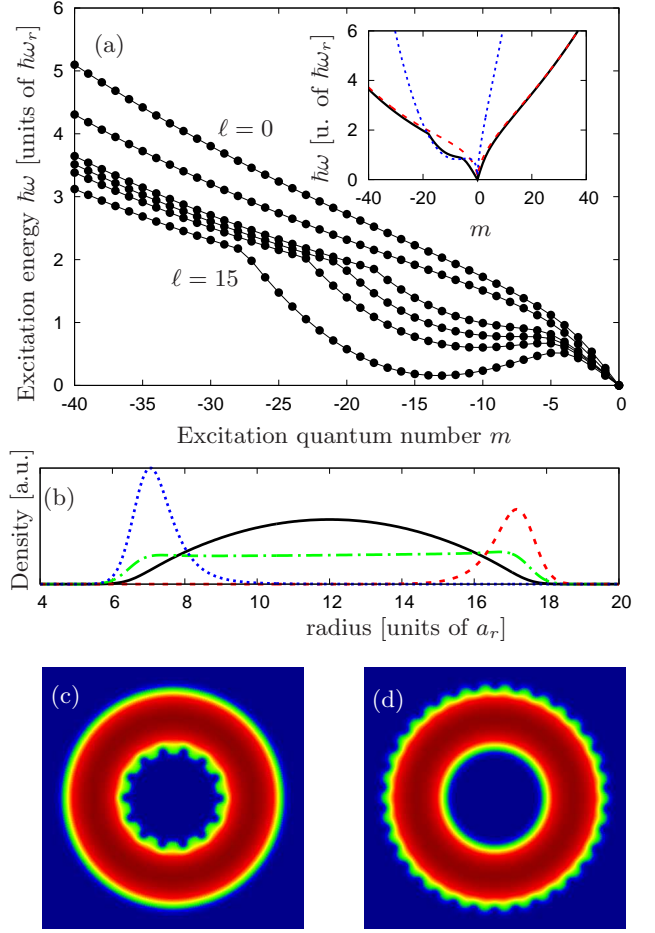 (a)
Excitation energy ℏω [units of ℏω_r]
6
5
4
3
2
1
0
ℓ = 0
ℓ = 15
-40 -35 -30 -25 -20 -15 -10 -5 0
Excitation quantum number m
ℏω [u. of ℏω_r]
6
4
2
0
-40 -20 0 20 40
m
(b)
Density [a.u.]
4 6 8 10 12 14 16 18 20
radius [units of a_r]
(c) (d)